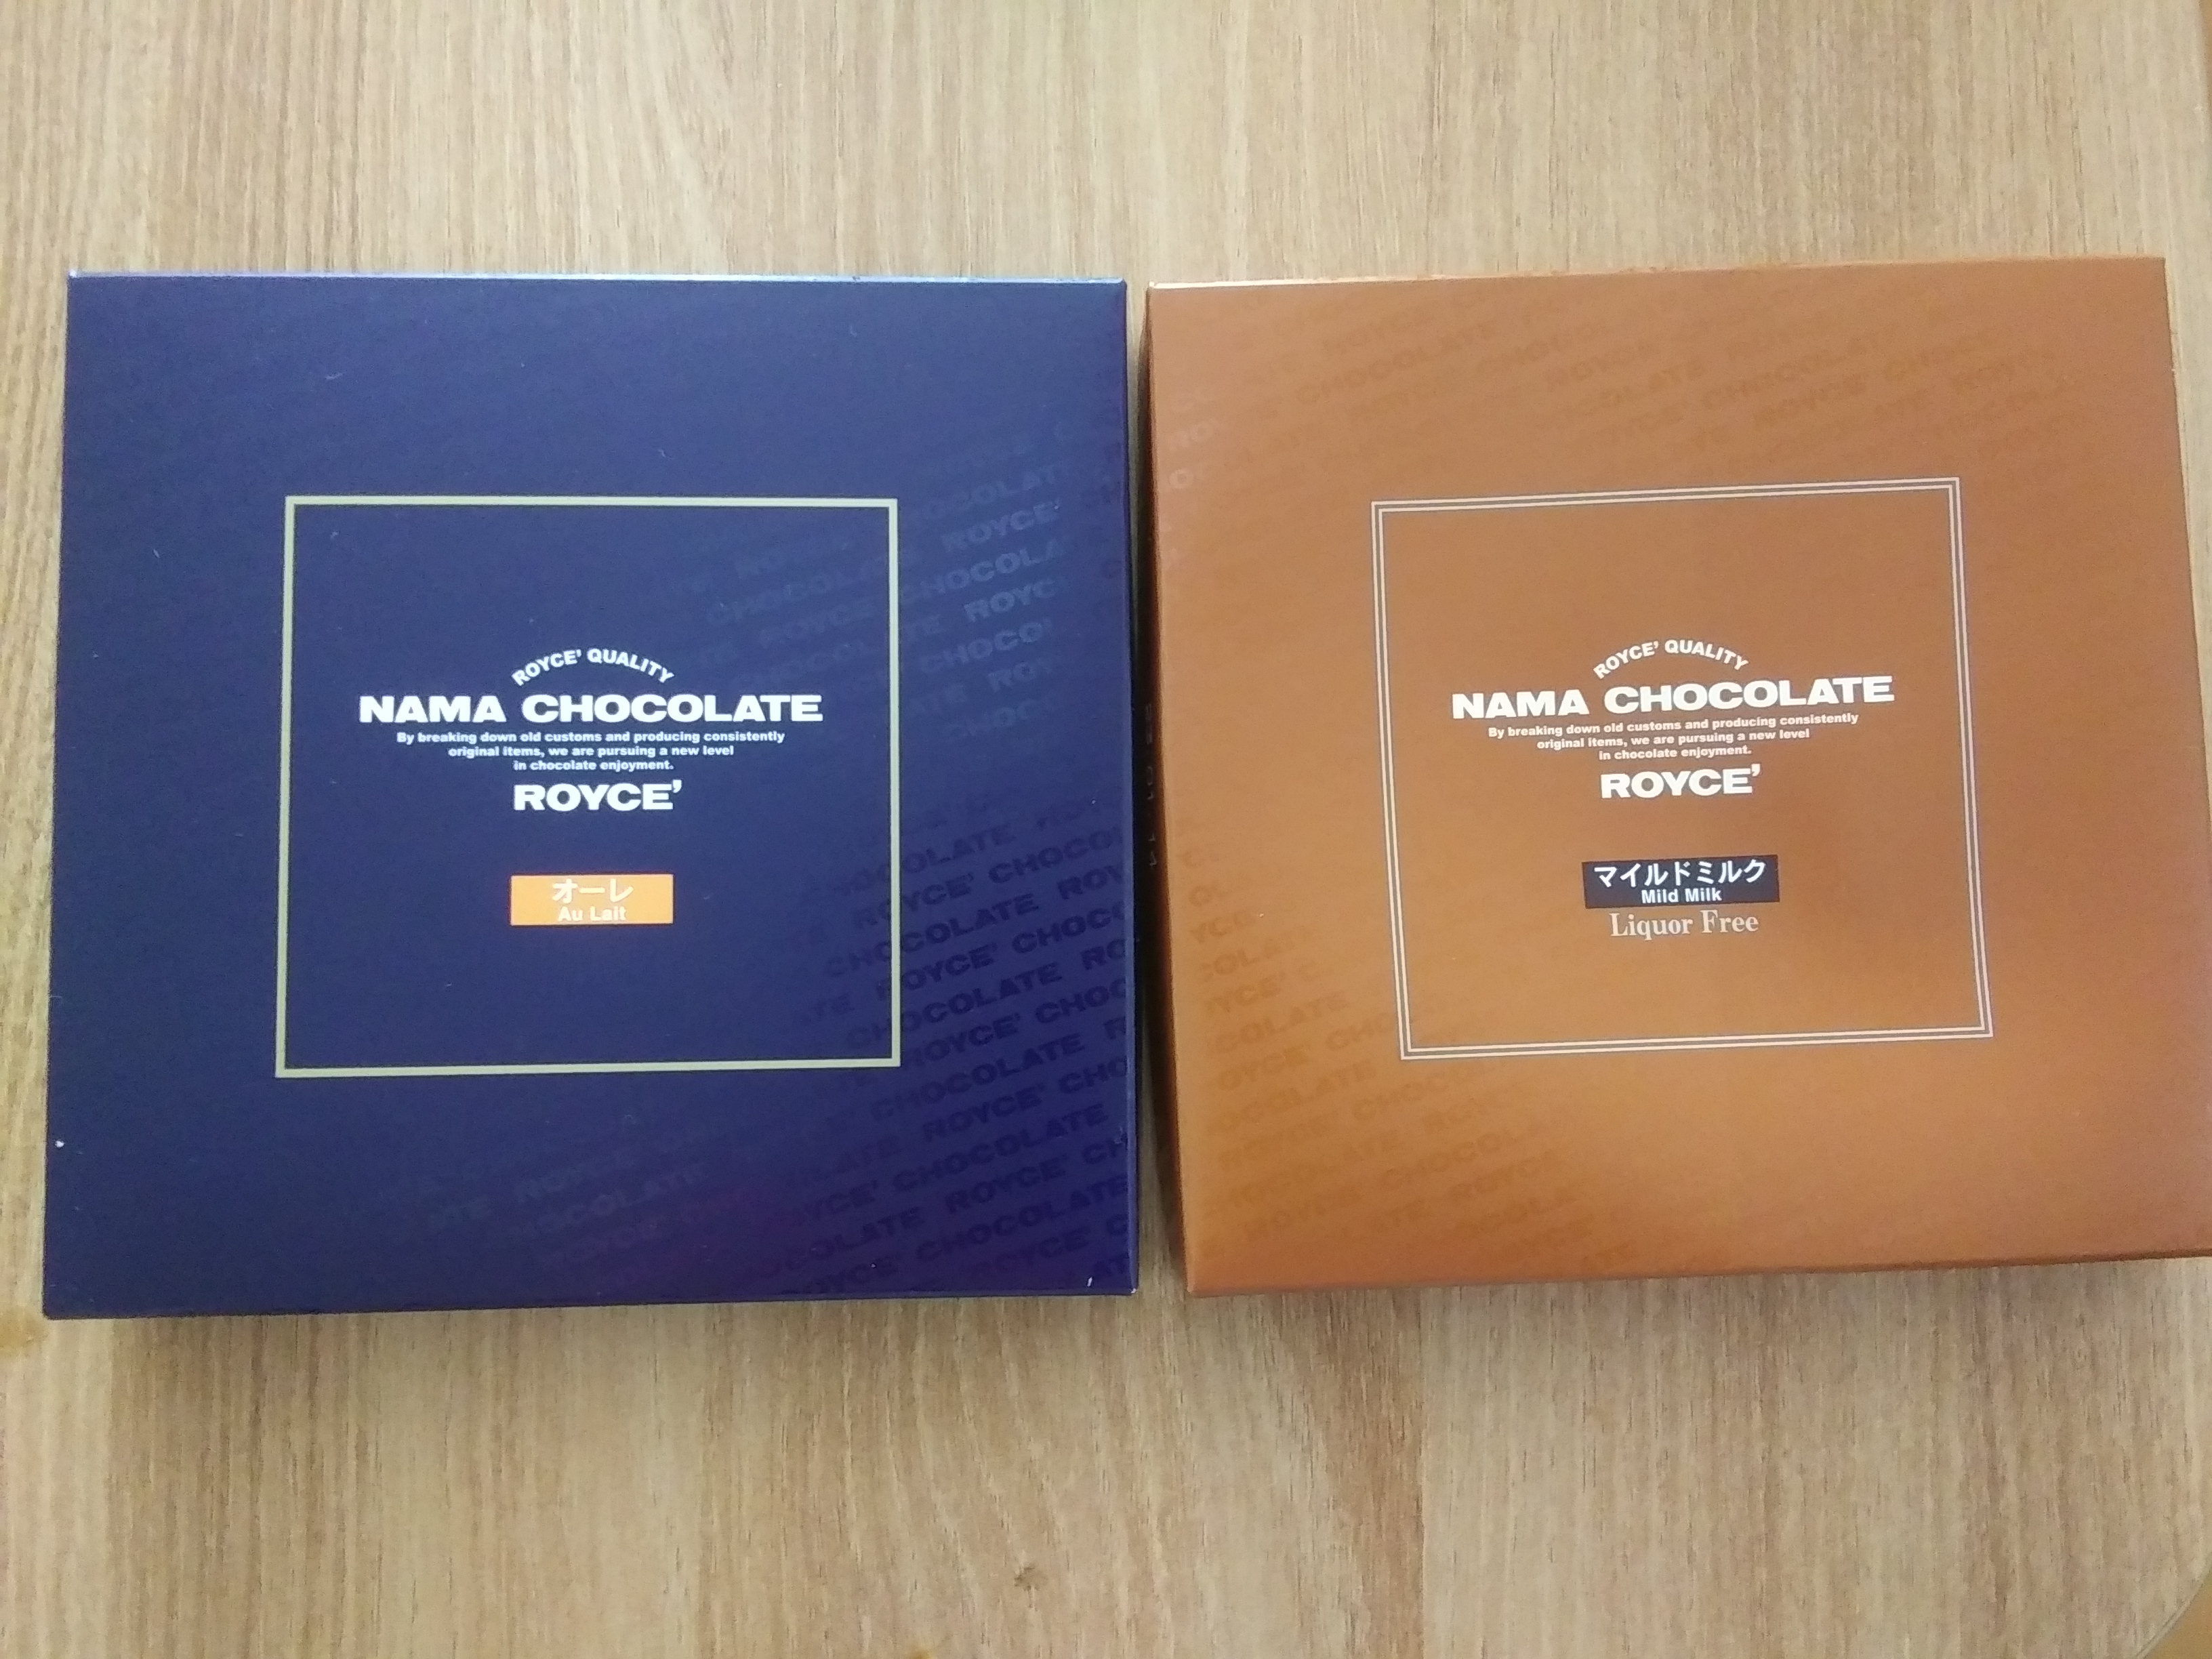 ROYCE' QUALITY
NAMA CHOCOLATE
By breaking down old customs and producing consistently
original items, we are pursuing a new level
in chocolate enjoyment.
ROYCE'
オーレ
Au Lait
ROYCE' QUALITY
NAMA CHOCOLATE
By breaking down old customs and producing consistently
original items, we are pursuing a new level
in chocolate enjoyment.
ROYCE'
マイルドミルク
Mild Milk
Liquor Free